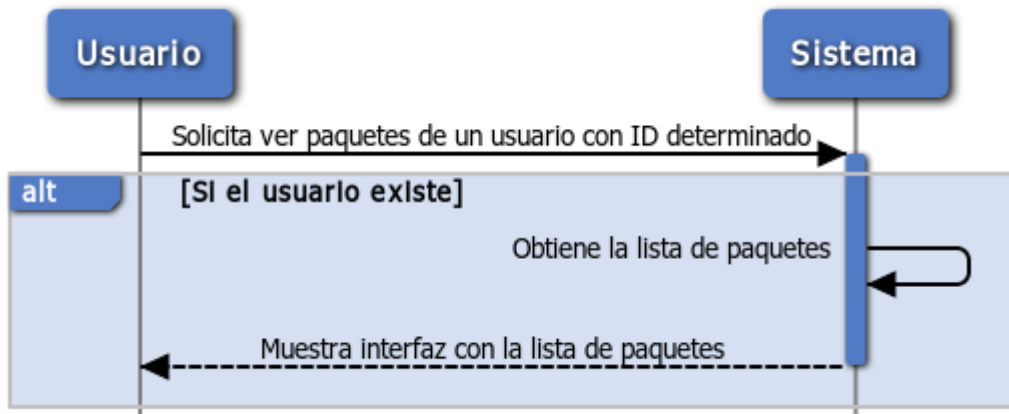 Usuario
Sistema
Solicita ver paquetes de un usuario con ID determinado
alt
[Si el usuario existe]
Obtiene la lista de paquetes
Muestra interfaz con la lista de paquetes